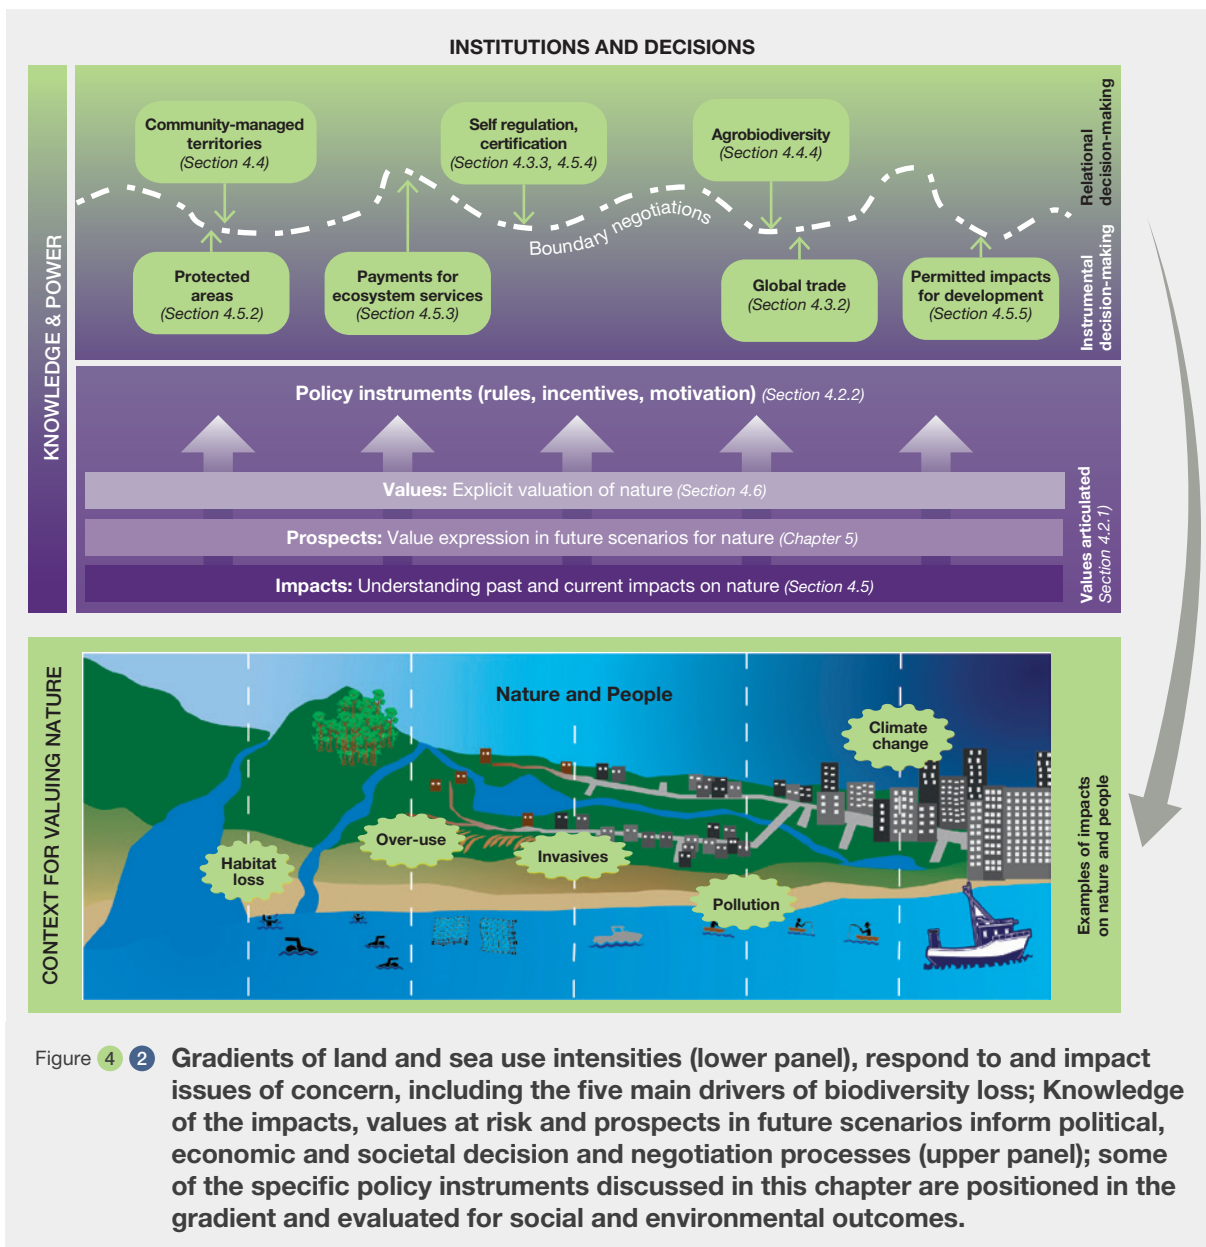 INSTITUTIONS AND DECISIONS
KNOWLEDGE & POWER
Community-managed
territories
(Section 4.4)
Self regulation,
certification
(Section 4.3.3, 4.5.4)
Agrobiodiversity
(Section 4.4.4)
Relational
decision-making
Boundary negotiations
Protected
areas
(Section 4.5.2)
Payments for
ecosystem services
(Section 4.5.3)
Global trade
(Section 4.3.2)
Permitted impacts
for development
(Section 4.5.5)
Instrumental
decision-making
Policy instruments (rules, incentives, motivation) (Section 4.2.2)
Values: Explicit valuation of nature (Section 4.6)
Prospects: Value expression in future scenarios for nature (Chapter 5)
Impacts: Understanding past and current impacts on nature (Section 4.5)
Values articulated
Section 4.2.1)
CONTEXT FOR VALUING NATURE
Nature and People
Climate
change
Over-use
Habitat
loss
Invasives
Pollution
Examples of impacts
on nature and people
Figure 4 2 Gradients of land and sea use intensities (lower panel), respond to and impact
issues of concern, including the five main drivers of biodiversity loss; Knowledge
of the impacts, values at risk and prospects in future scenarios inform political,
economic and societal decision and negotiation processes (upper panel); some
of the specific policy instruments discussed in this chapter are positioned in the
gradient and evaluated for social and environmental outcomes.